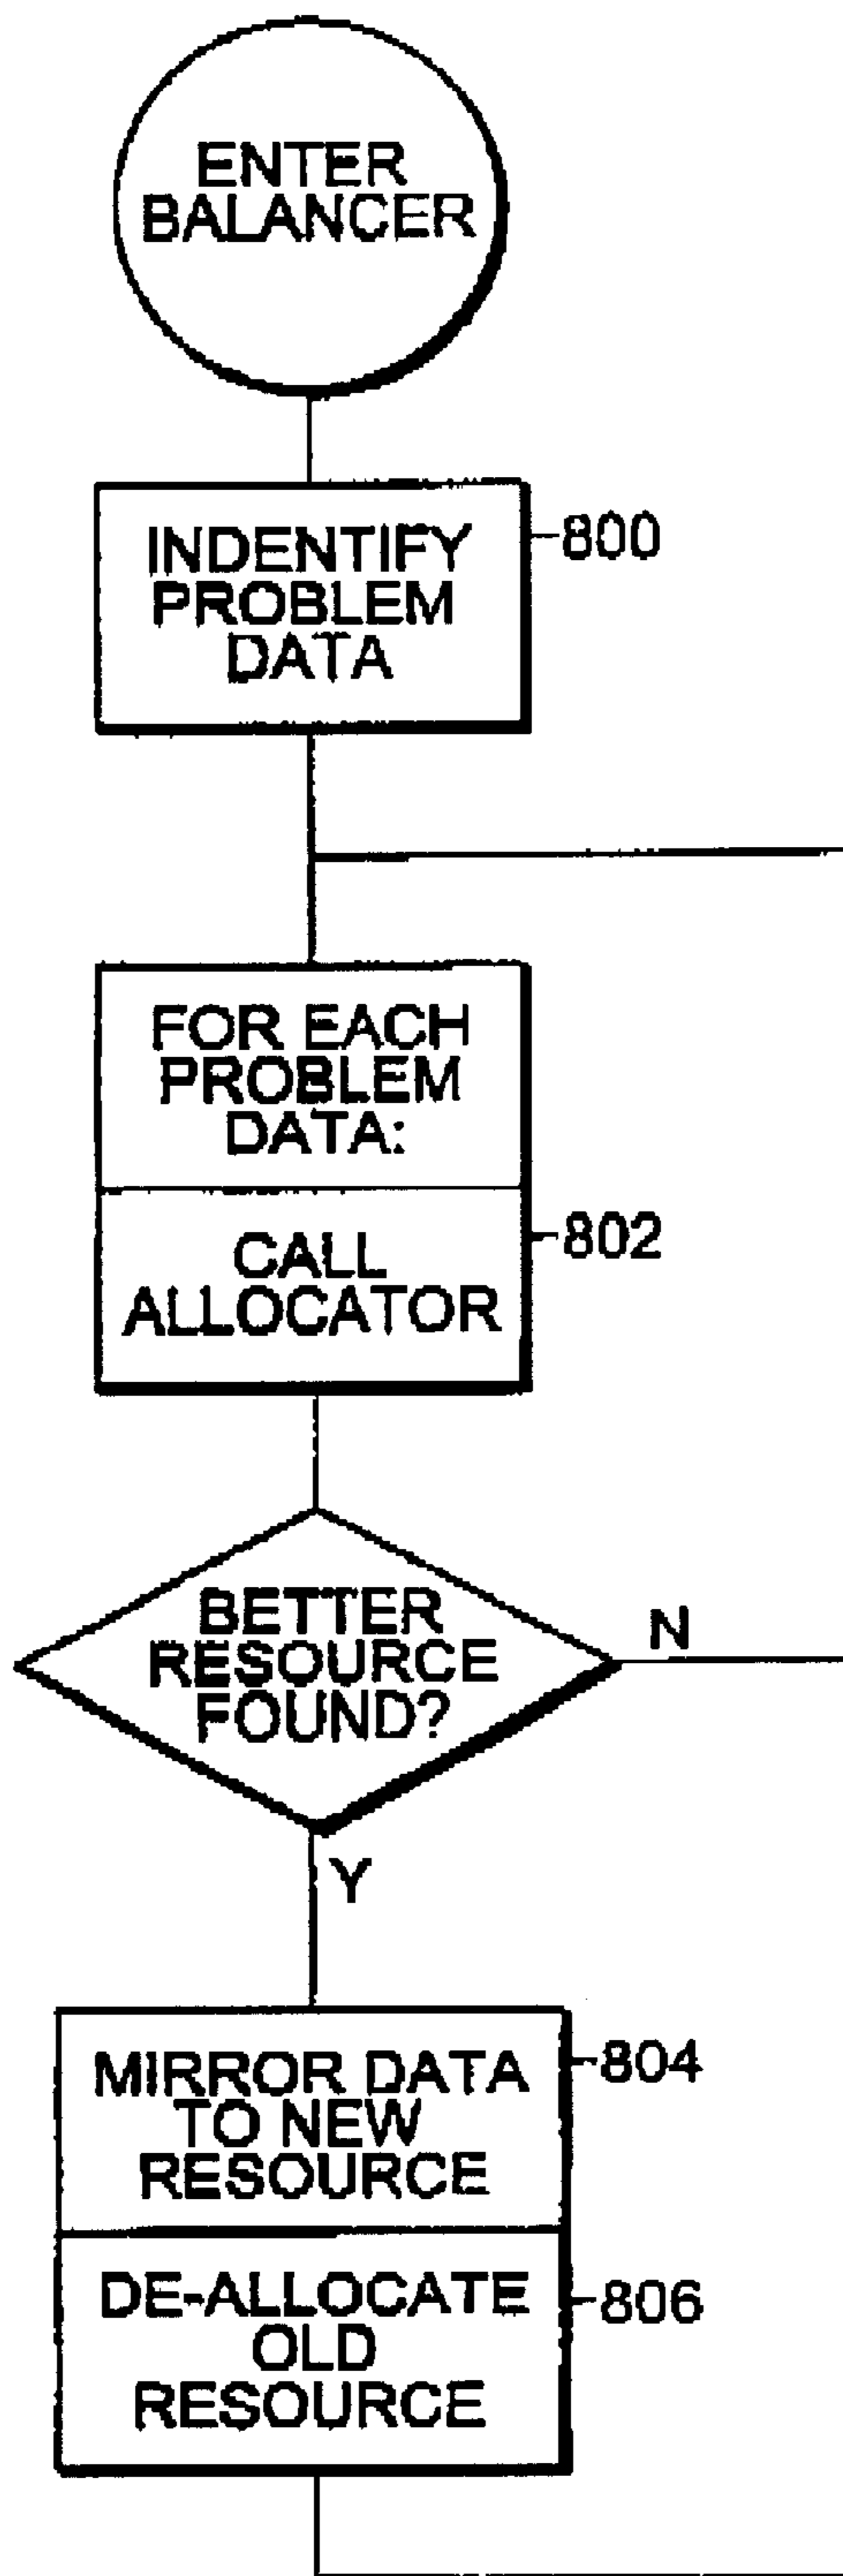 ENTER
BALANCER
INDENTIFY
PROBLEM
DATA
800
FOR EACH
PROBLEM
DATA:
CALL
ALLOCATOR
802
BETTER
RESOURCE
FOUND?
N
Y
MIRROR DATA
TO NEW
RESOURCE
804
DE-ALLOCATE
OLD
RESOURCE
806